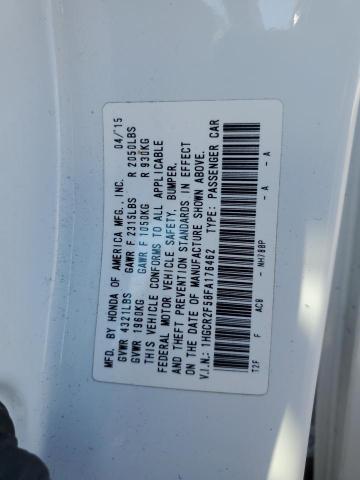 MFD. BY HONDA OF AMERICA MFG., INC. 04/'15
GVWR 4321LBS GAWR F 2315LBS R 2050LBS
GVWR 1960KG GAWR F 1050KG R 930KG
THIS VEHICLE CONFORMS TO ALL APPLICABLE
FEDERAL MOTOR VEHICLE SAFETY, BUMPER,
AND THEFT PREVENTION STANDARDS IN EFFECT
ON THE DATE OF MANUFACTURE SHOWN ABOVE.
V.I.N.: 1HGCR2F58FA176462 TYPE: PASSENGER CAR
T2F F ACB - NH788P - A - A